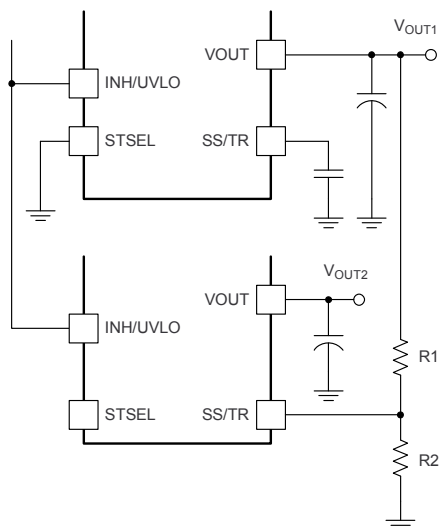 VOUT1
VOUT
INH/UVLO
STSEL
SS/TR
VOUT2
VOUT
INH/UVLO
R1
STSEL
SS/TR
R2